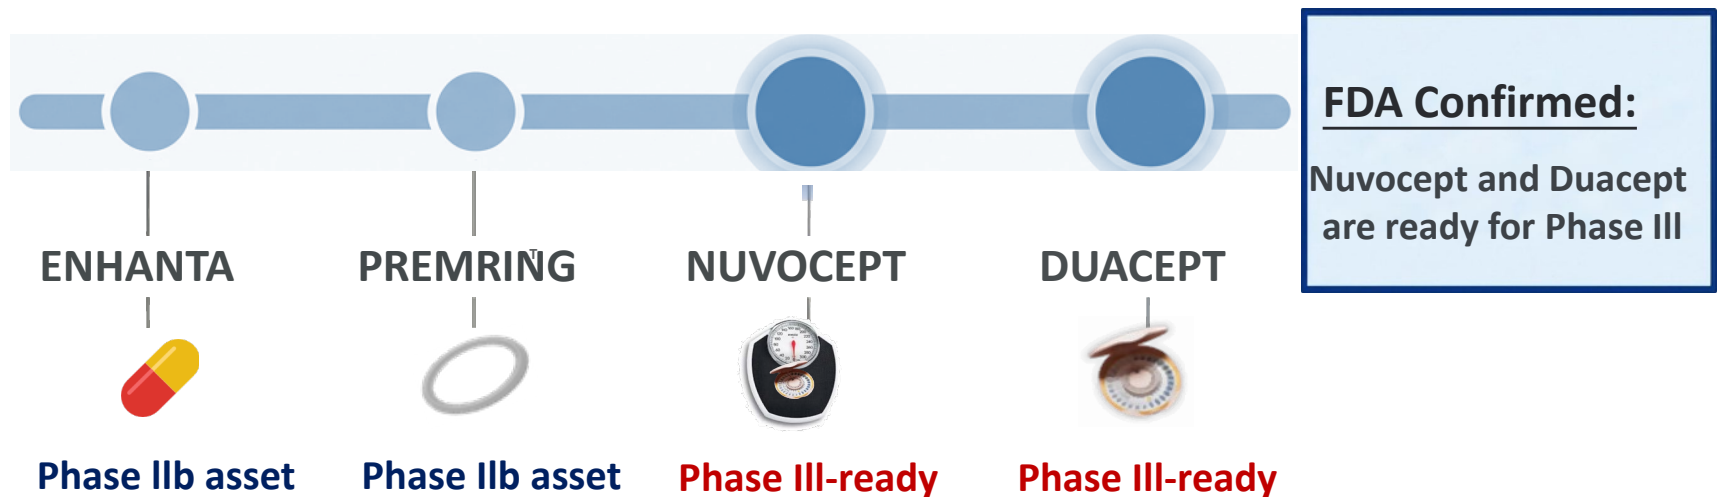 FDA Confirmed:
Nuvocept and Duacept
are ready for Phase III
ENHANTA
PREMRING
T
NUVOCEPT
DUACEPT
Phase IIb asset
Phase IIb asset
Phase III-ready
Phase III-ready